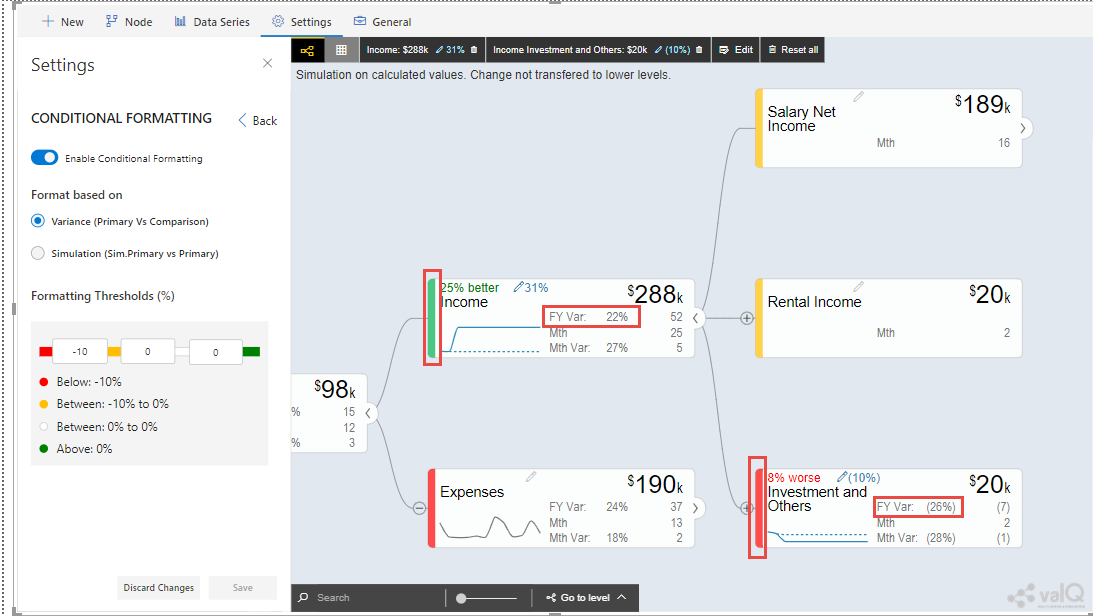 New Node Data Series Settings General
Settings
CONDITIONAL FORMATTING Back
Enable Conditional Formatting
Format based on
Variance (Primary Vs Comparison)
Simulation (Sim.Primary vs Primary)
Formatting Thresholds (%)
-10 0 0
Below: -10%
Between: -10% to 0%
Between: 0% to 0%
Above: 0%
Discard Changes Save
Income: $288k 31% Income Investment and Others: $20k (10%) Edit Reset all
Simulation on calculated values. Change not transfered to lower levels.
$98k
% 15
12
% 3
25% better 31%
Income $288k
FY Var: 22% 52
Mth 25
Mth Var: 27% 5
Expenses $190k
FY Var: 24% 37
Mth 13
Mth Var: 18% 2
Salary Net
Income
$189k
Mth 16
Rental Income $20k
Mth 2
8% worse (10%)
Investment and
Others
$20k
FY Var: (26%) (7)
Mth 2
Mth Var: (28%) (1)
Search Go to level
valQ